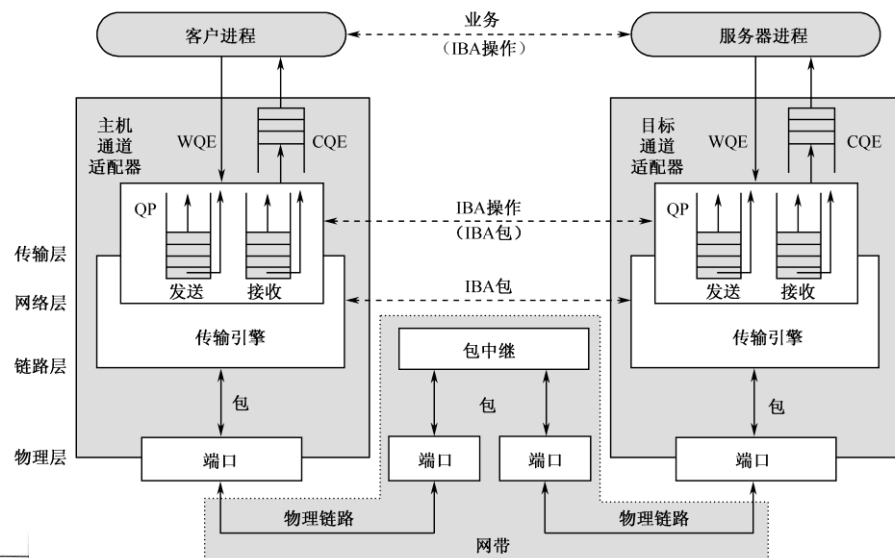 客户进程
业务
（IBA操作）
服务器进程
主机
通道
适配器
WQE
CQE
目标
通道
适配器
WQE
CQE
QP
IBA操作
（IBA包）
QP
传输层
发送
接收
IBA包
发送
接收
网络层
传输引擎
包中继
传输引擎
链路层
包
包
包
物理层
端口
端口
端口
端口
物理链路
物理链路
网带